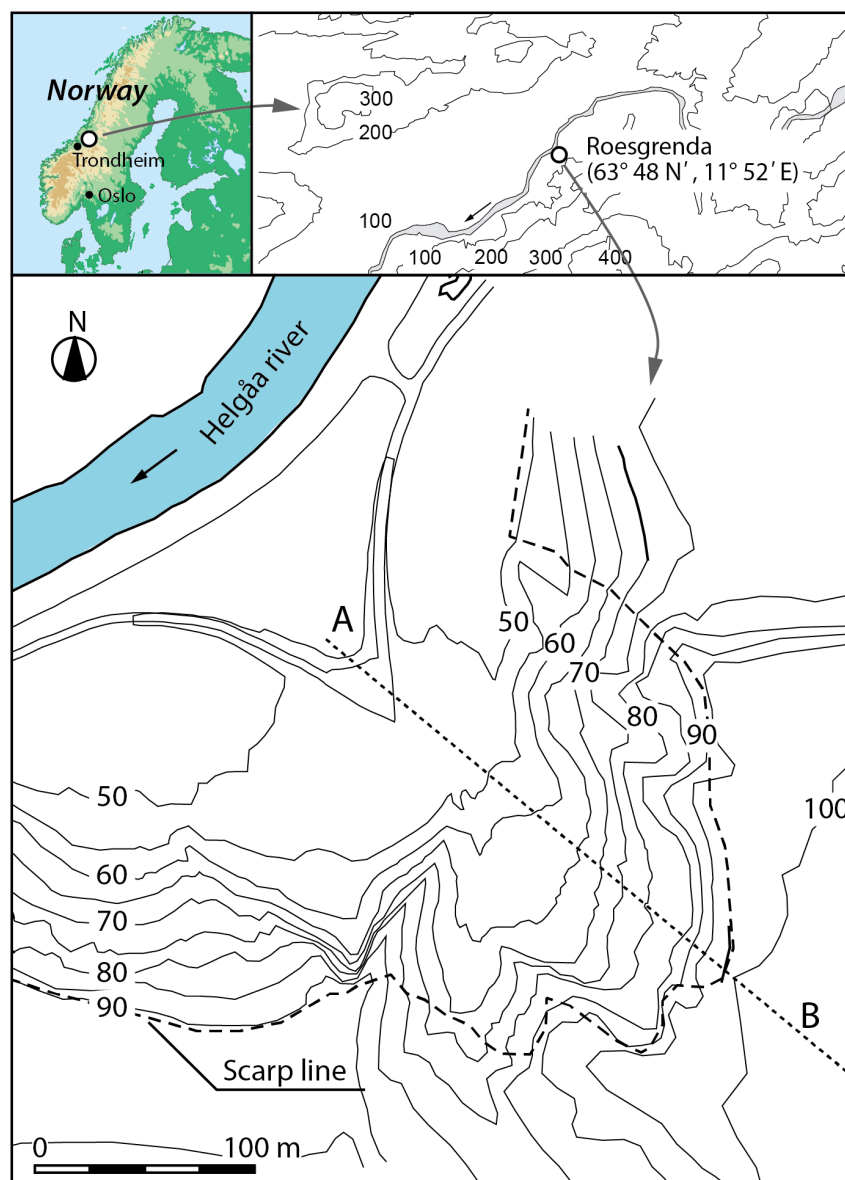 Norway
Trondheim
Oslo
300
200
Roesgrenda
(63° 48 N′, 11° 52′ E)
100
100 200 300 400
N
Helgåa river
A
50
60
70
80
90
100
50
60
70
80
90
B
Scarp line
0 100 m